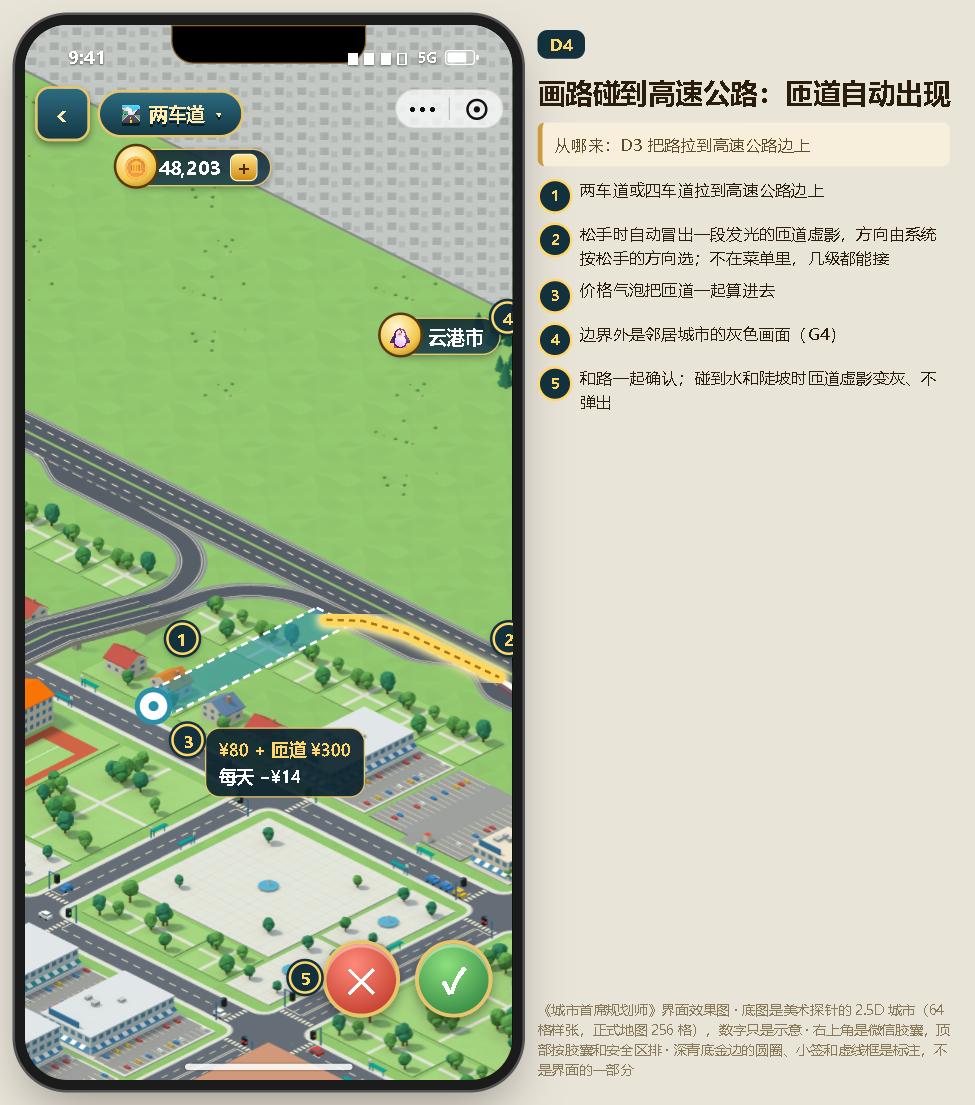 9:41
5G
两车道
48,203
云港市
4
1
2
3
¥80 + 匝道 ¥300
每天 -¥14
5
D4
画路碰到高速公路：匝道自动出现
从哪来：D3 把路拉到高速公路边上
1 两车道或四车道拉到高速公路边上
2 松手时自动冒出一段发光的匝道虚影，方向由系统
按松手的方向选；不在菜单里，几级都能接
3 价格气泡把匝道一起算进去
4 边界外是邻居城市的灰色画面（G4）
5 和路一起确认；碰到水和陡坡时匝道虚影变灰、不
弹出
《城市首席规划师》界面效果图 · 底图是美术探针的 2.5D 城市（64
格样张，正式地图 256 格），数字只是示意 · 右上角是微信胶囊，顶
部按胶囊和安全区排 · 深青底金边的圆圈、小签和虚线框是标注，不
是界面的一部分